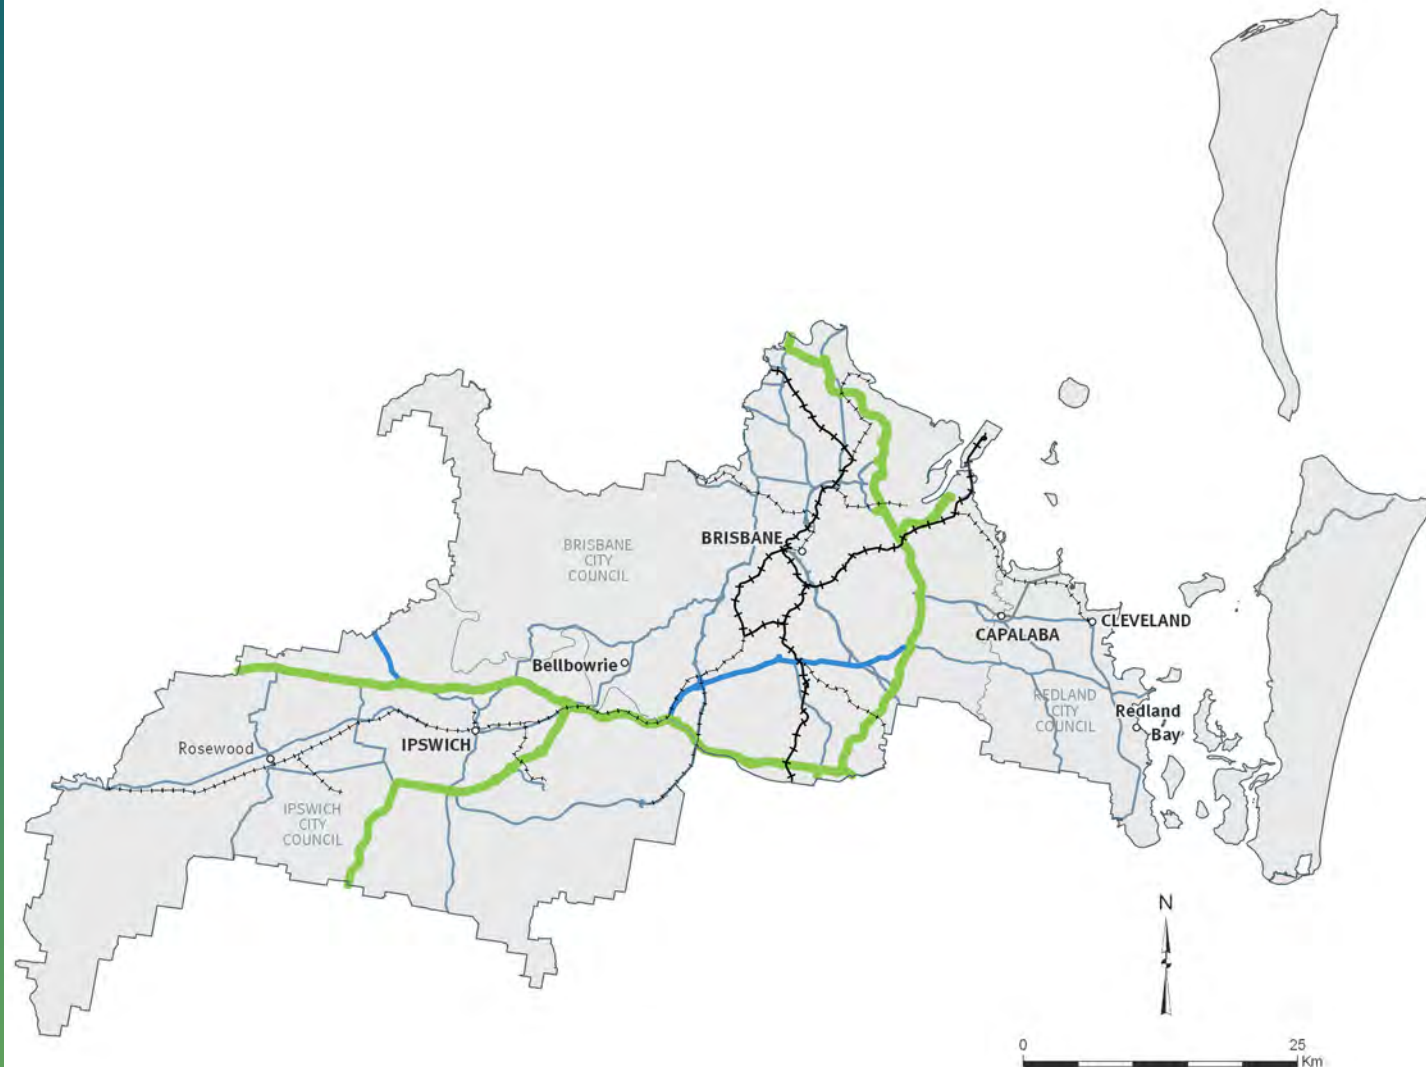 BRISBANE
BRISBANE
CITY
COUNCIL
CAPALABA
CLEVELAND
Bellbowrie
REDLAND
CITY
COUNCIL
Redland
Bay
Rosewood
IPSWICH
IPSWICH
CITY
COUNCIL
N
0
25
Km